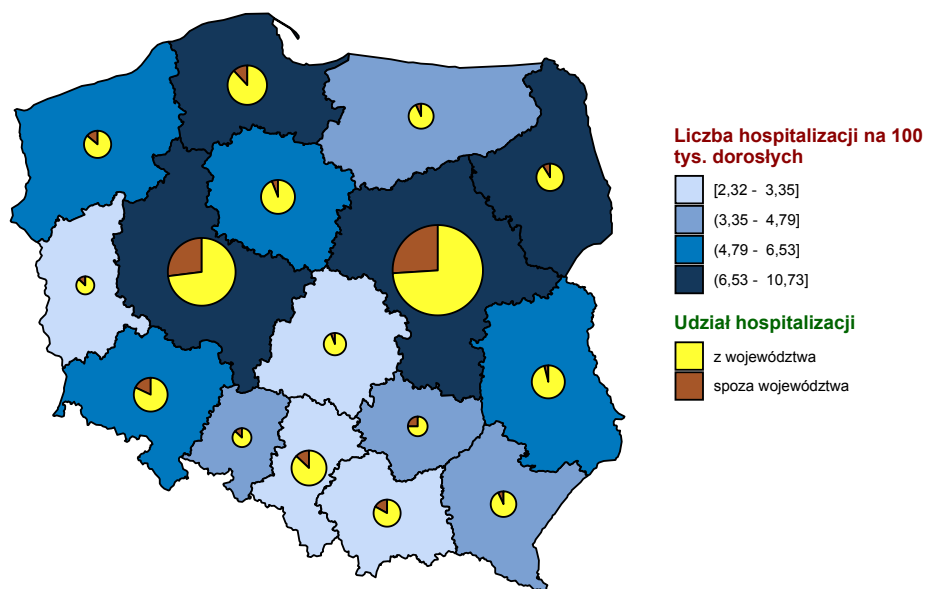 Liczba hospitalizacji na 100
tys. dorosłych
[2,32 - 3,35]
(3,35 - 4,79]
(4,79 - 6,53]
(6,53 - 10,73]
Udział hospitalizacji
z województwa
spoza województwa